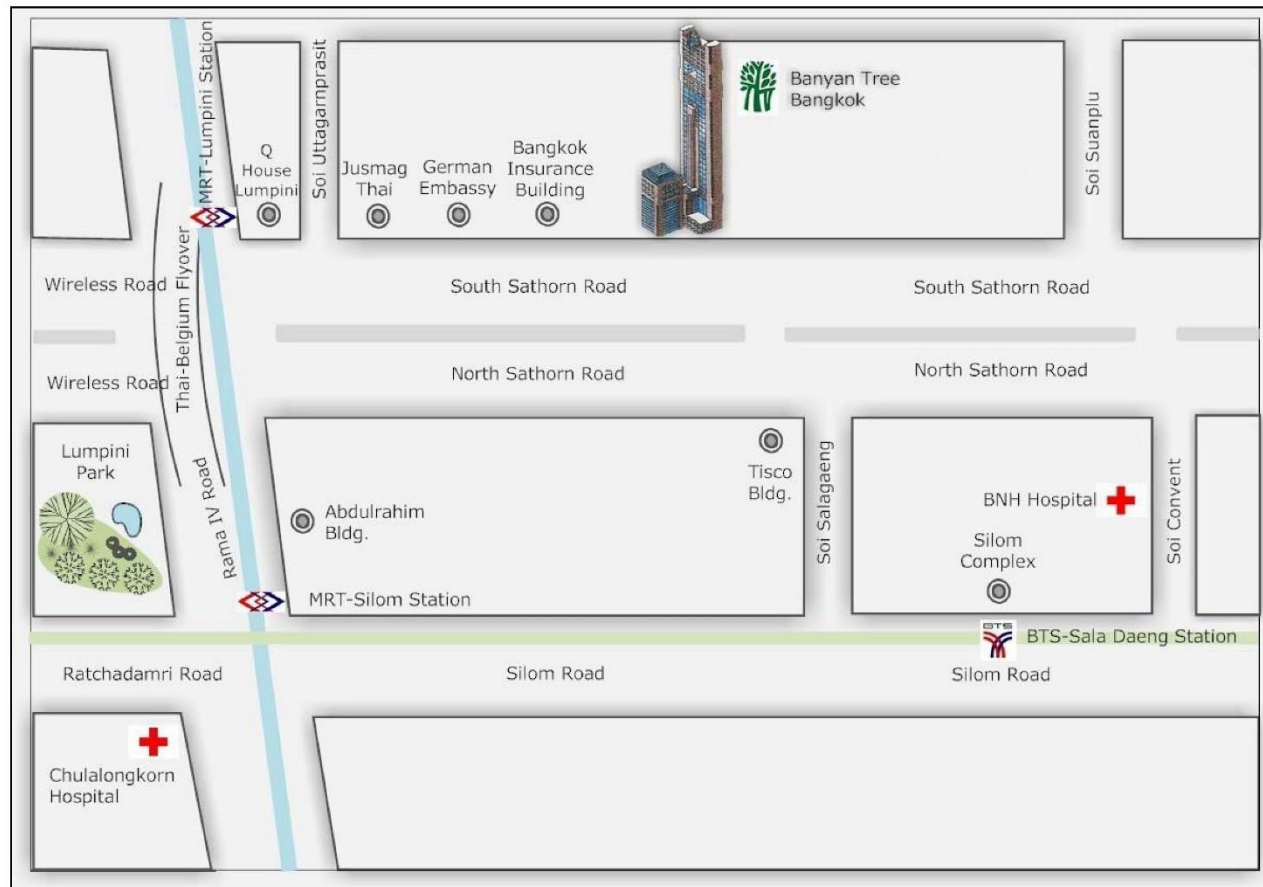 MRT-Lumpini Station
Soi Uttagarnprasit
Q
House
Lumpini
Jusmag
Thai
German
Embassy
Bangkok
Insurance
Building
Banyan Tree
Bangkok
Soi Suanplu
Wireless Road
Thai-Belgium Flyover
South Sathorn Road
South Sathorn Road
Wireless Road
North Sathorn Road
North Sathorn Road
Lumpini
Park
Rama IV Road
Abdulrahim
Bldg.
Tisco
Bldg.
Soi Salagaeng
BNH Hospital
Silom
Complex
Soi Convent
MRT-Silom Station
BTS
BTS-Sala Daeng Station
Ratchadamri Road
Silom Road
Silom Road
Chulalongkorn
Hospital